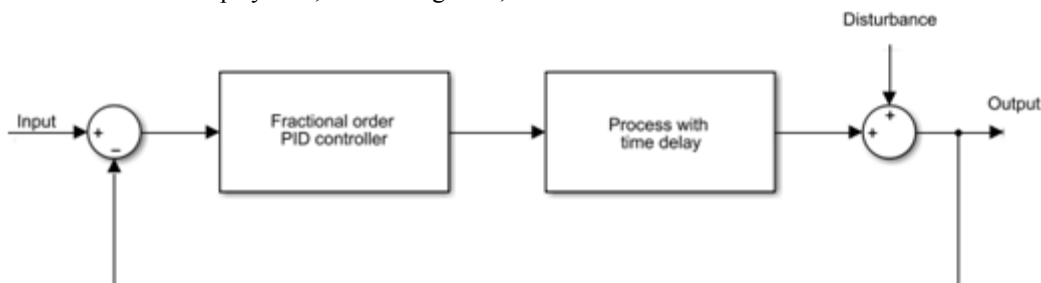 Disturbance
Input
+
−
Fractional order
PID controller
Process with
time delay
+
+
Output